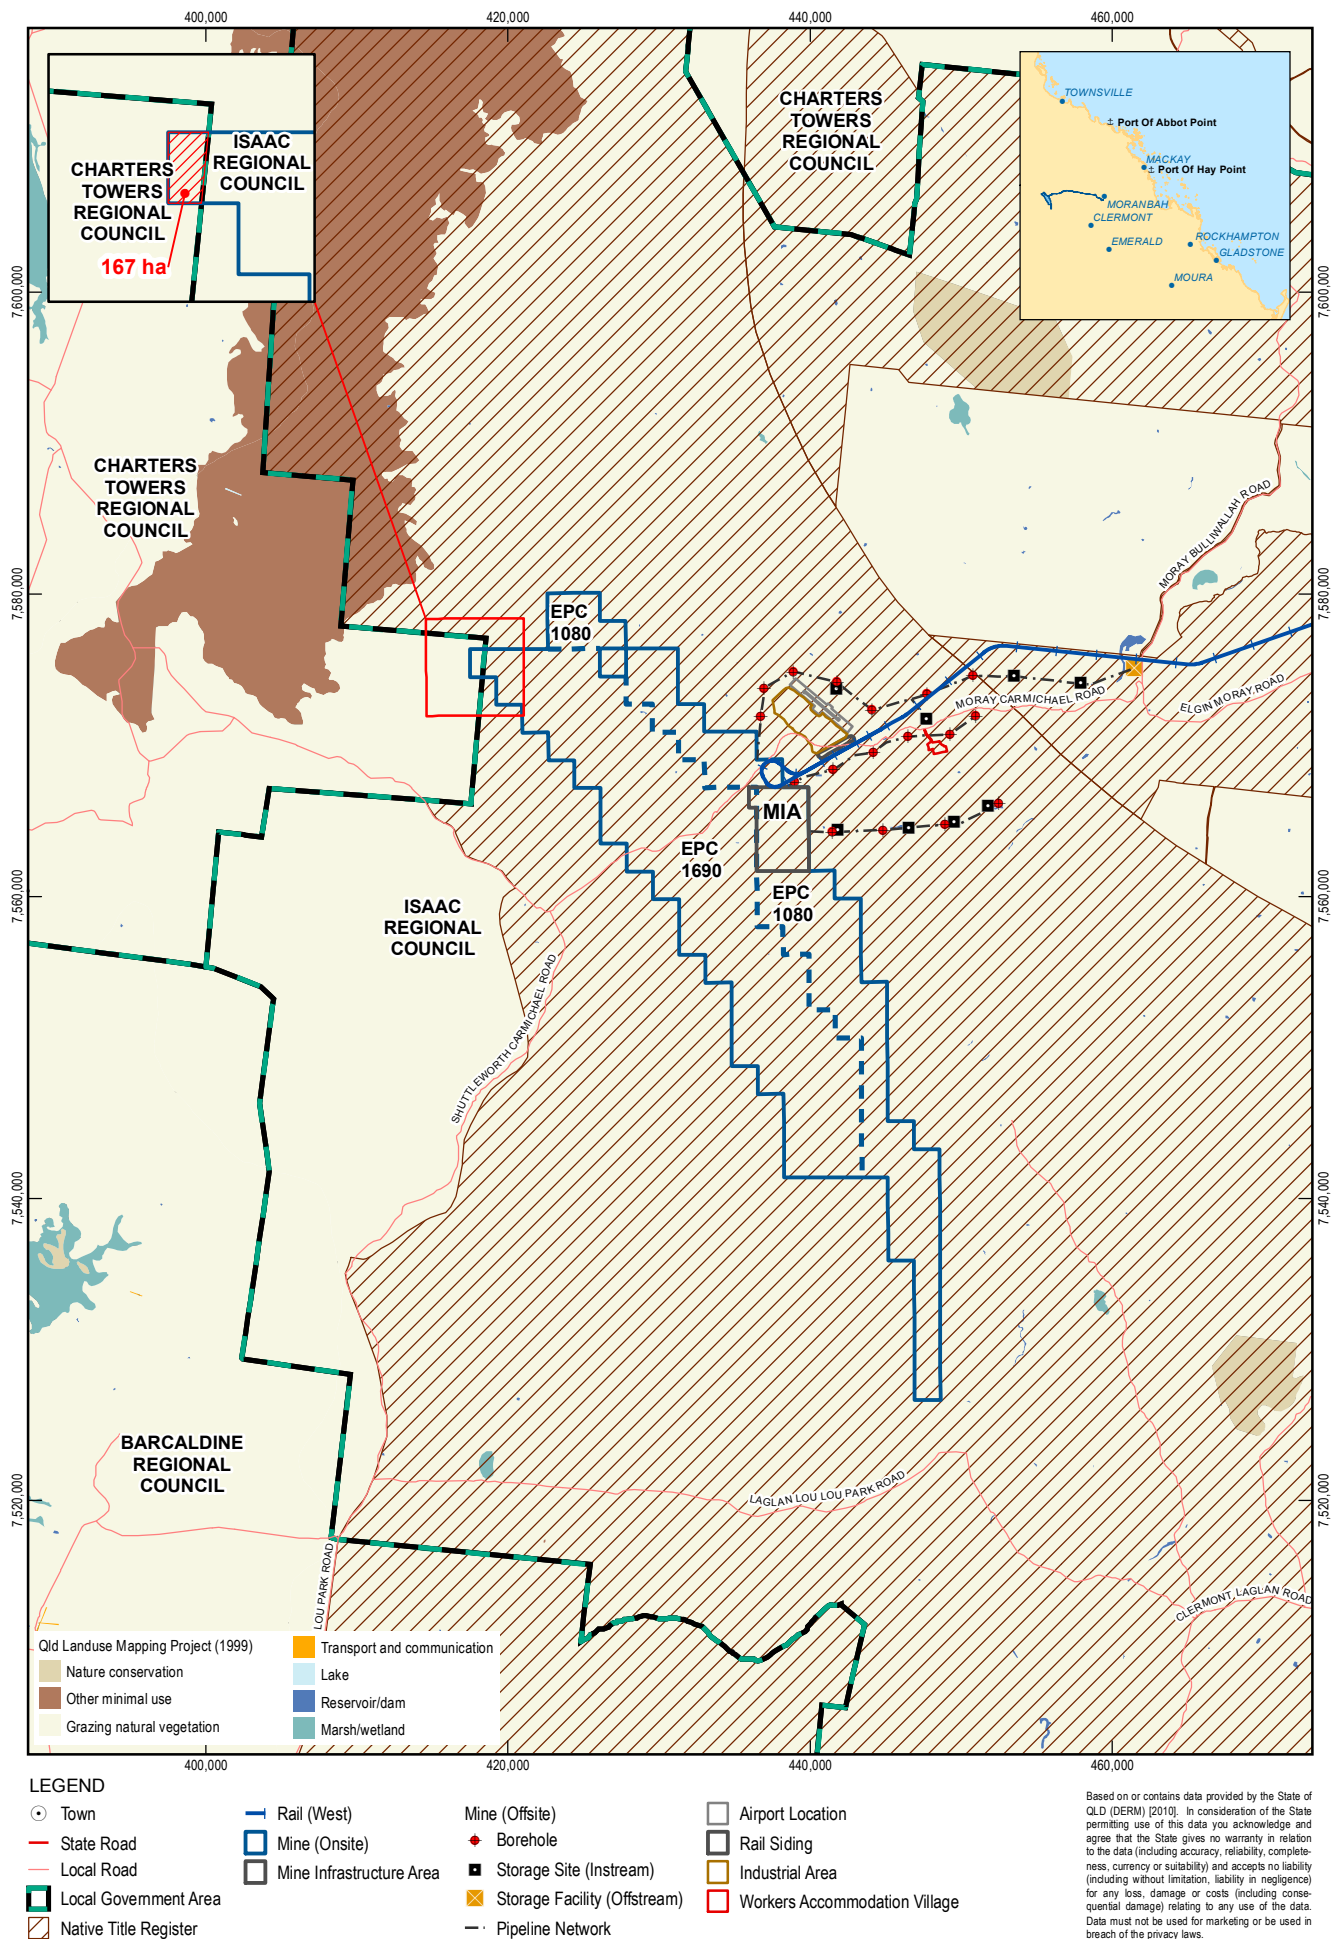 400,000
420,000
440,000
460,000
7,600,000
7,580,000
7,560,000
7,540,000
7,520,000
7,600,000
7,580,000
7,560,000
7,540,000
7,520,000
CHARTERS
TOWERS
REGIONAL
COUNCIL
ISAAC
REGIONAL
COUNCIL
167 ha
CHARTERS
TOWERS
REGIONAL
COUNCIL
TOWNSVILLE
Port Of Abbot Point
MACKAY
Port Of Hay Point
MORANBAH
CLERMONT
EMERALD
ROCKHAMPTON
GLADSTONE
MOURA
CHARTERS
TOWERS
REGIONAL
COUNCIL
MORAY BULLIWALLAH ROAD
EPC
1080
MORAY CARMICHAEL ROAD
ELGIN MORAY ROAD
MIA
EPC
1690
EPC
1080
ISAAC
REGIONAL
COUNCIL
SHUTTLEWORTH CARMICHAEL ROAD
BARCALDINE
REGIONAL
COUNCIL
LAGLAN LOU LOU PARK ROAD
LOU PARK ROAD
CLERMONT LAGLAN ROAD
Qld Landuse Mapping Project (1999)
Nature conservation
Other minimal use
Grazing natural vegetation
Transport and communication
Lake
Reservoir/dam
Marsh/wetland
400,000
420,000
440,000
460,000
LEGEND
Town
State Road
Local Road
Local Government Area
Native Title Register
Rail (West)
Mine (Onsite)
Mine Infrastructure Area
Mine (Offsite)
Borehole
Storage Site (Instream)
Storage Facility (Offstream)
Pipeline Network
Airport Location
Rail Siding
Industrial Area
Workers Accommodation Village
Based on or contains data provided by the State of
QLD (DERM) [2010]. In consideration of the State
permitting use of this data you acknowledge and
agree that the State gives no warranty in relation
to the data (including accuracy, reliability, complete-
ness, currency or suitability) and accepts no liability
(including without limitation, liability in negligence)
for any loss, damage or costs (including conse-
quential damage) relating to any use of the data.
Data must not be used for marketing or be used in
breach of the privacy laws.